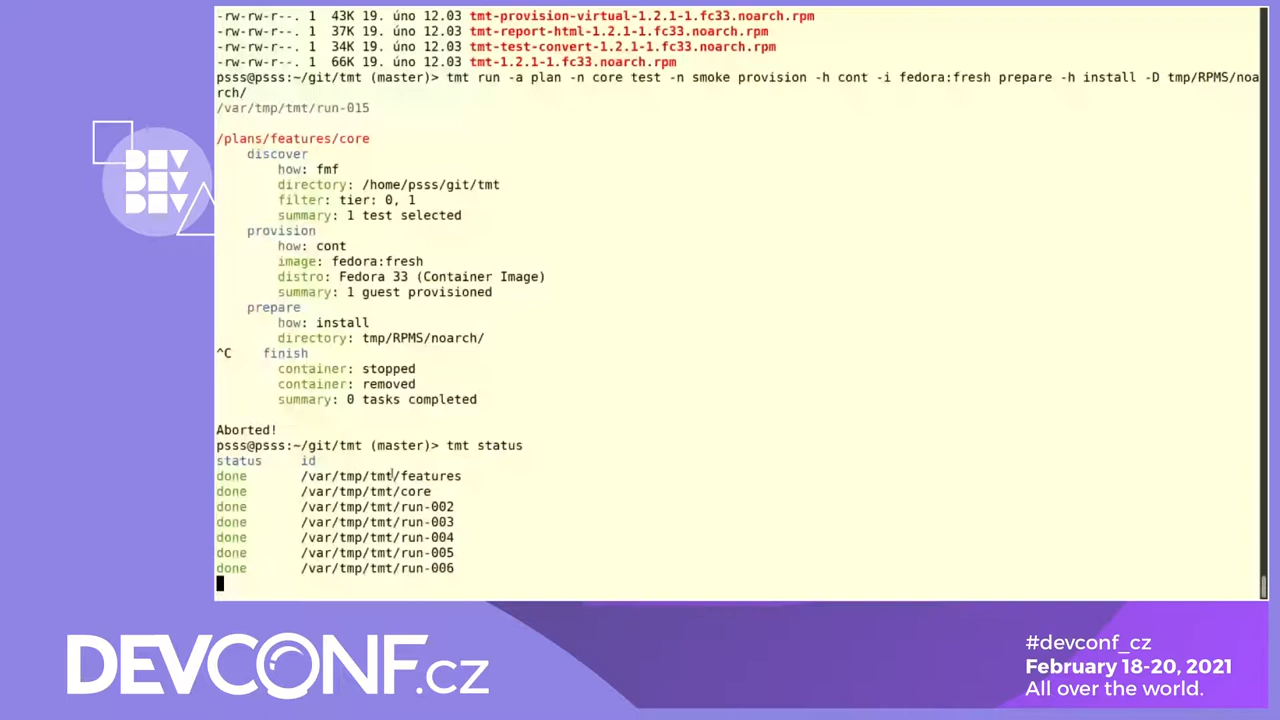 -rw-rw-r--. 1  43K 19. úno 12.03 tmt-provision-virtual-1.2.1-1.fc33.noarch.rpm
-rw-rw-r--. 1  37K 19. úno 12.03 tmt-report-html-1.2.1-1.fc33.noarch.rpm
-rw-rw-r--. 1  34K 19. úno 12.03 tmt-test-convert-1.2.1-1.fc33.noarch.rpm
-rw-rw-r--. 1  66K 19. úno 12.03 tmt-1.2.1-1.fc33.noarch.rpm
psss@psss:~/git/tmt (master)> tmt run -a plan -n core test -n smoke provision -h cont -i fedora:fresh prepare -h install -D tmp/RPMS/noa
rch/
/var/tmp/tmt/run-015
/plans/features/core
discover
how: fmf
directory: /home/psss/git/tmt
filter: tier: 0, 1
summary: 1 test selected
provision
how: cont
image: fedora:fresh
distro: Fedora 33 (Container Image)
summary: 1 guest provisioned
prepare
how: install
directory: tmp/RPMS/noarch/
^C    finish
container: stopped
container: removed
summary: 0 tasks completed
Aborted!
psss@psss:~/git/tmt (master)> tmt status
status     id
done       /var/tmp/tmt/features
done       /var/tmp/tmt/core
done       /var/tmp/tmt/run-002
done       /var/tmp/tmt/run-003
done       /var/tmp/tmt/run-004
done       /var/tmp/tmt/run-005
done       /var/tmp/tmt/run-006
DEV
DEV
DEV
DEVCONF.cz
#devconf_cz
February 18-20, 2021
All over the world.